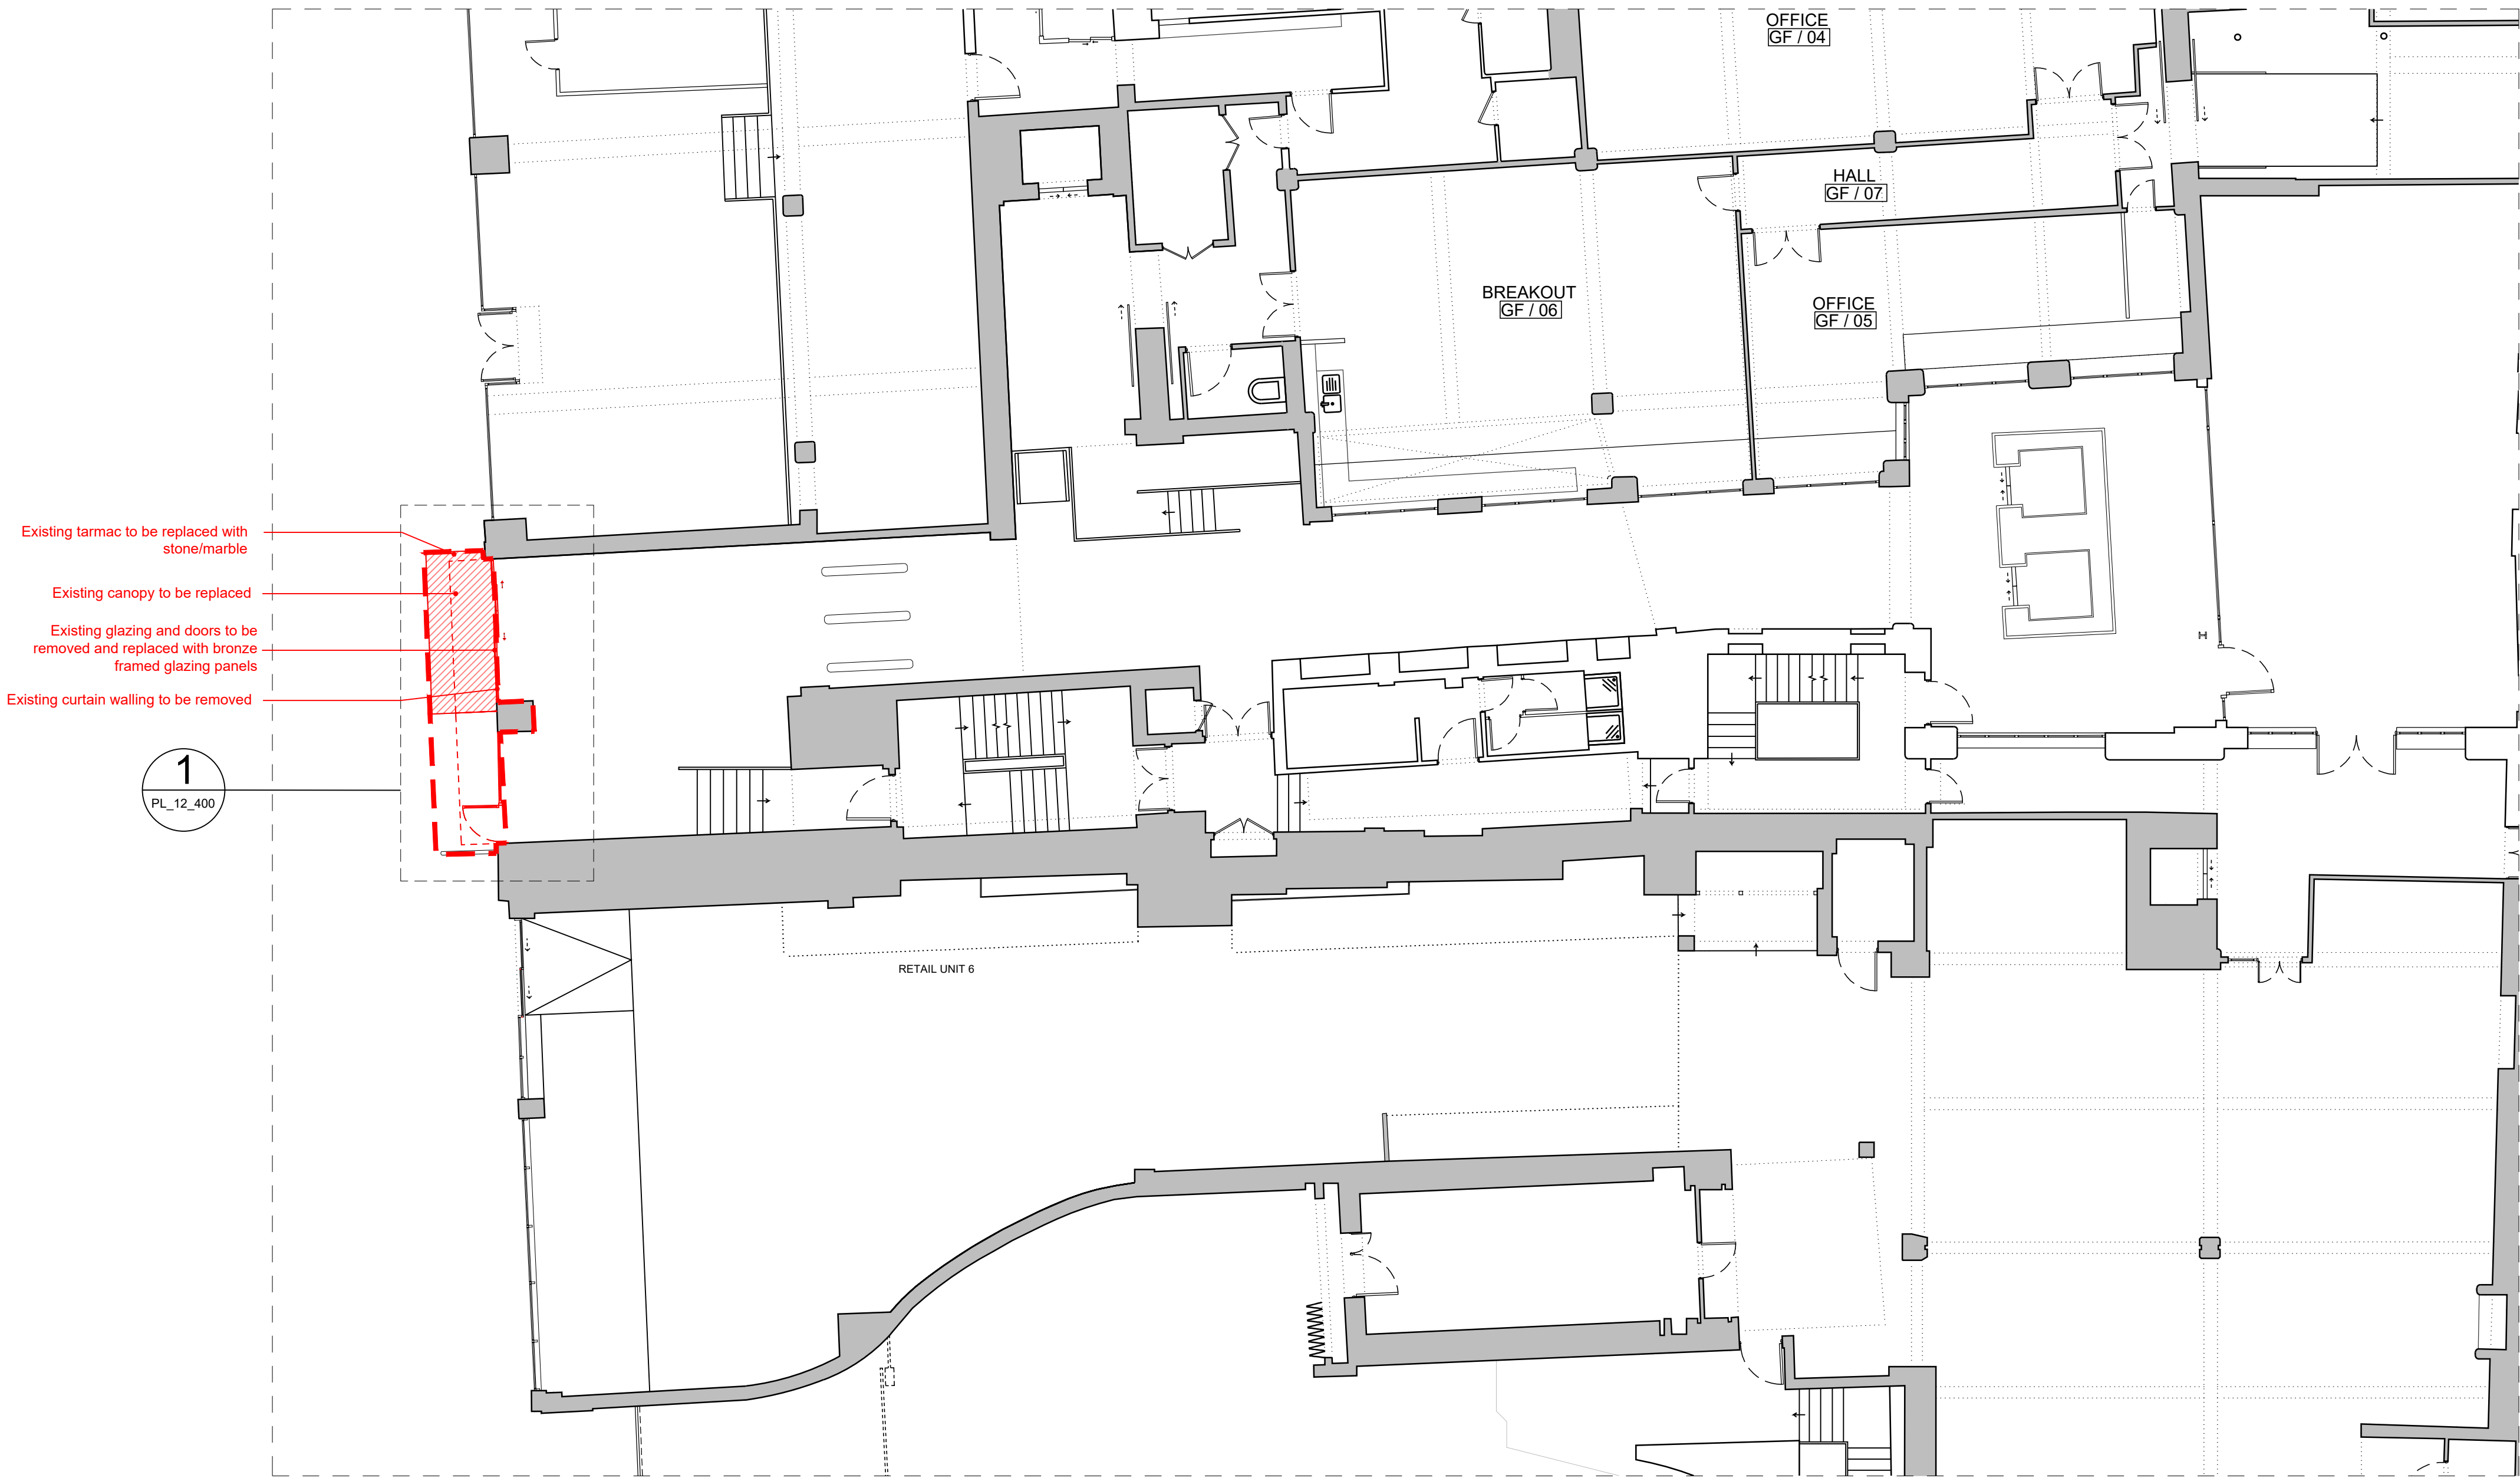 OFFICE
GF / 04
HALL
GF / 07
BREAKOUT
GF / 06
OFFICE
GF / 05
Existing tarmac to be replaced with
stone/marble
Existing canopy to be replaced
Existing glazing and doors to be
removed and replaced with bronze
framed glazing panels
Existing curtain walling to be removed
1
PL_12_400
RETAIL UNIT 6